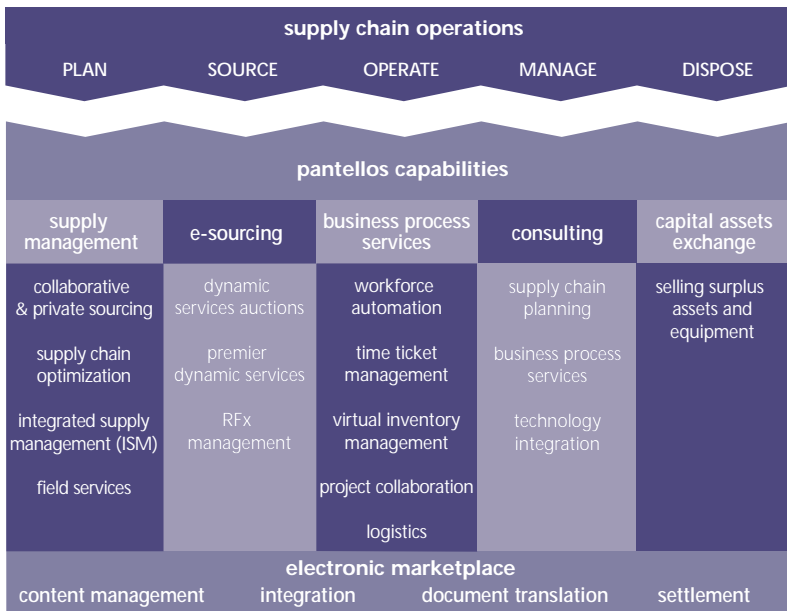 supply chain operations
PLAN SOURCE OPERATE MANAGE DISPOSE
pantellos capabilities
supply
management
e-sourcing
business process
services
consulting
capital assets
exchange
collaborative
& private sourcing
supply chain
optimization
integrated supply
management (ISM)
field services
dynamic
services auctions
premier
dynamic services
RFx
management
workforce
automation
time ticket
management
virtual inventory
management
project collaboration
logistics
supply chain
planning
business process
services
technology
integration
selling surplus
assets and
equipment
electronic marketplace
content management integration document translation settlement